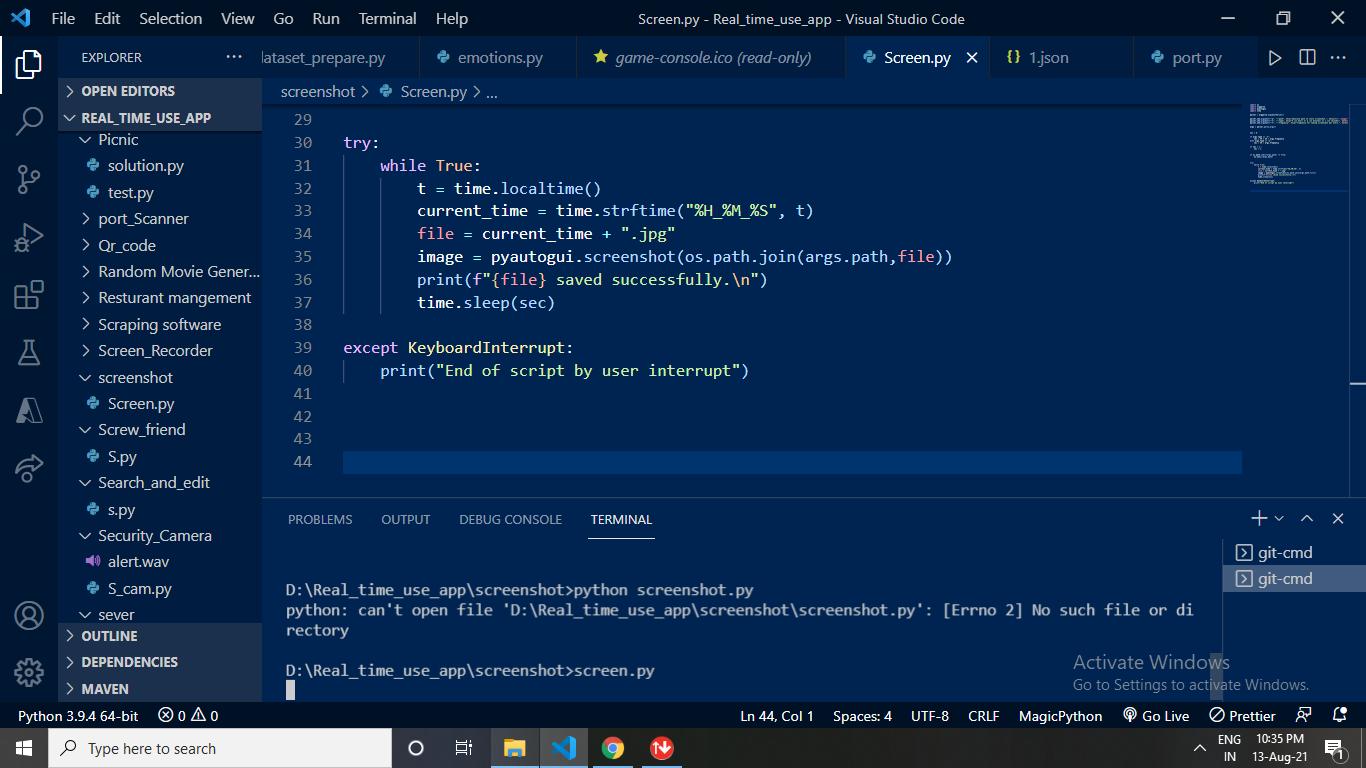 File Edit Selection View Go Run Terminal Help Screen.py - Real_time_use_app - Visual Studio Code
EXPLORER ··· dataset_prepare.py emotions.py game-console.ico (read-only) Screen.py {} 1.json port.py ···
OPEN EDITORS
REAL_TIME_USE_APP
Picnic
solution.py
test.py
port_Scanner
Qr_code
Random Movie Gener...
Resturant mangement
Scraping software
Screen_Recorder
screenshot
Screen.py
Screw_friend
S.py
Search_and_edit
s.py
Security_Camera
alert.wav
S_cam.py
sever
OUTLINE
DEPENDENCIES
MAVEN
screenshot > Screen.py > ...
29
30 try:
31 while True:
32 t = time.localtime()
33 current_time = time.strftime("%H_%M_%S", t)
34 file = current_time + ".jpg"
35 image = pyautogui.screenshot(os.path.join(args.path,file))
36 print(f"{file} saved successfully.\n")
37 time.sleep(sec)
38
39 except KeyboardInterrupt:
40 print("End of script by user interrupt")
41
42
43
44
PROBLEMS OUTPUT DEBUG CONSOLE TERMINAL
git-cmd
git-cmd
D:\Real_time_use_app\screenshot>python screenshot.py
python: can't open file 'D:\Real_time_use_app\screenshot\screenshot.py': [Errno 2] No such file or di
rectory
D:\Real_time_use_app\screenshot>screen.py
Activate Windows
Go to Settings to activate Windows.
Python 3.9.4 64-bit 0 0 Ln 44, Col 1 Spaces: 4 UTF-8 CRLF MagicPython Go Live Prettier
Type here to search
ENG
IN
10:35 PM
13-Aug-21
1